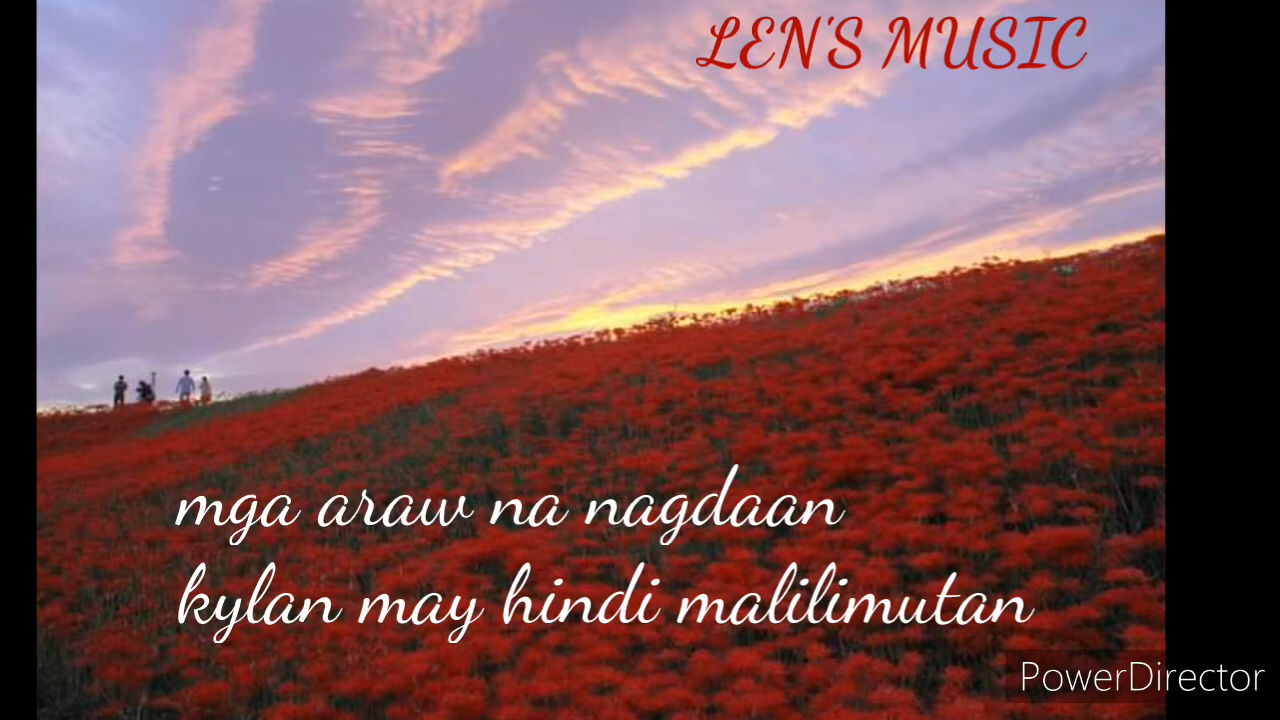 LEN'S MUSIC
mga araw na nagdaan
kylan may hindi malilimutan
PowerDirector